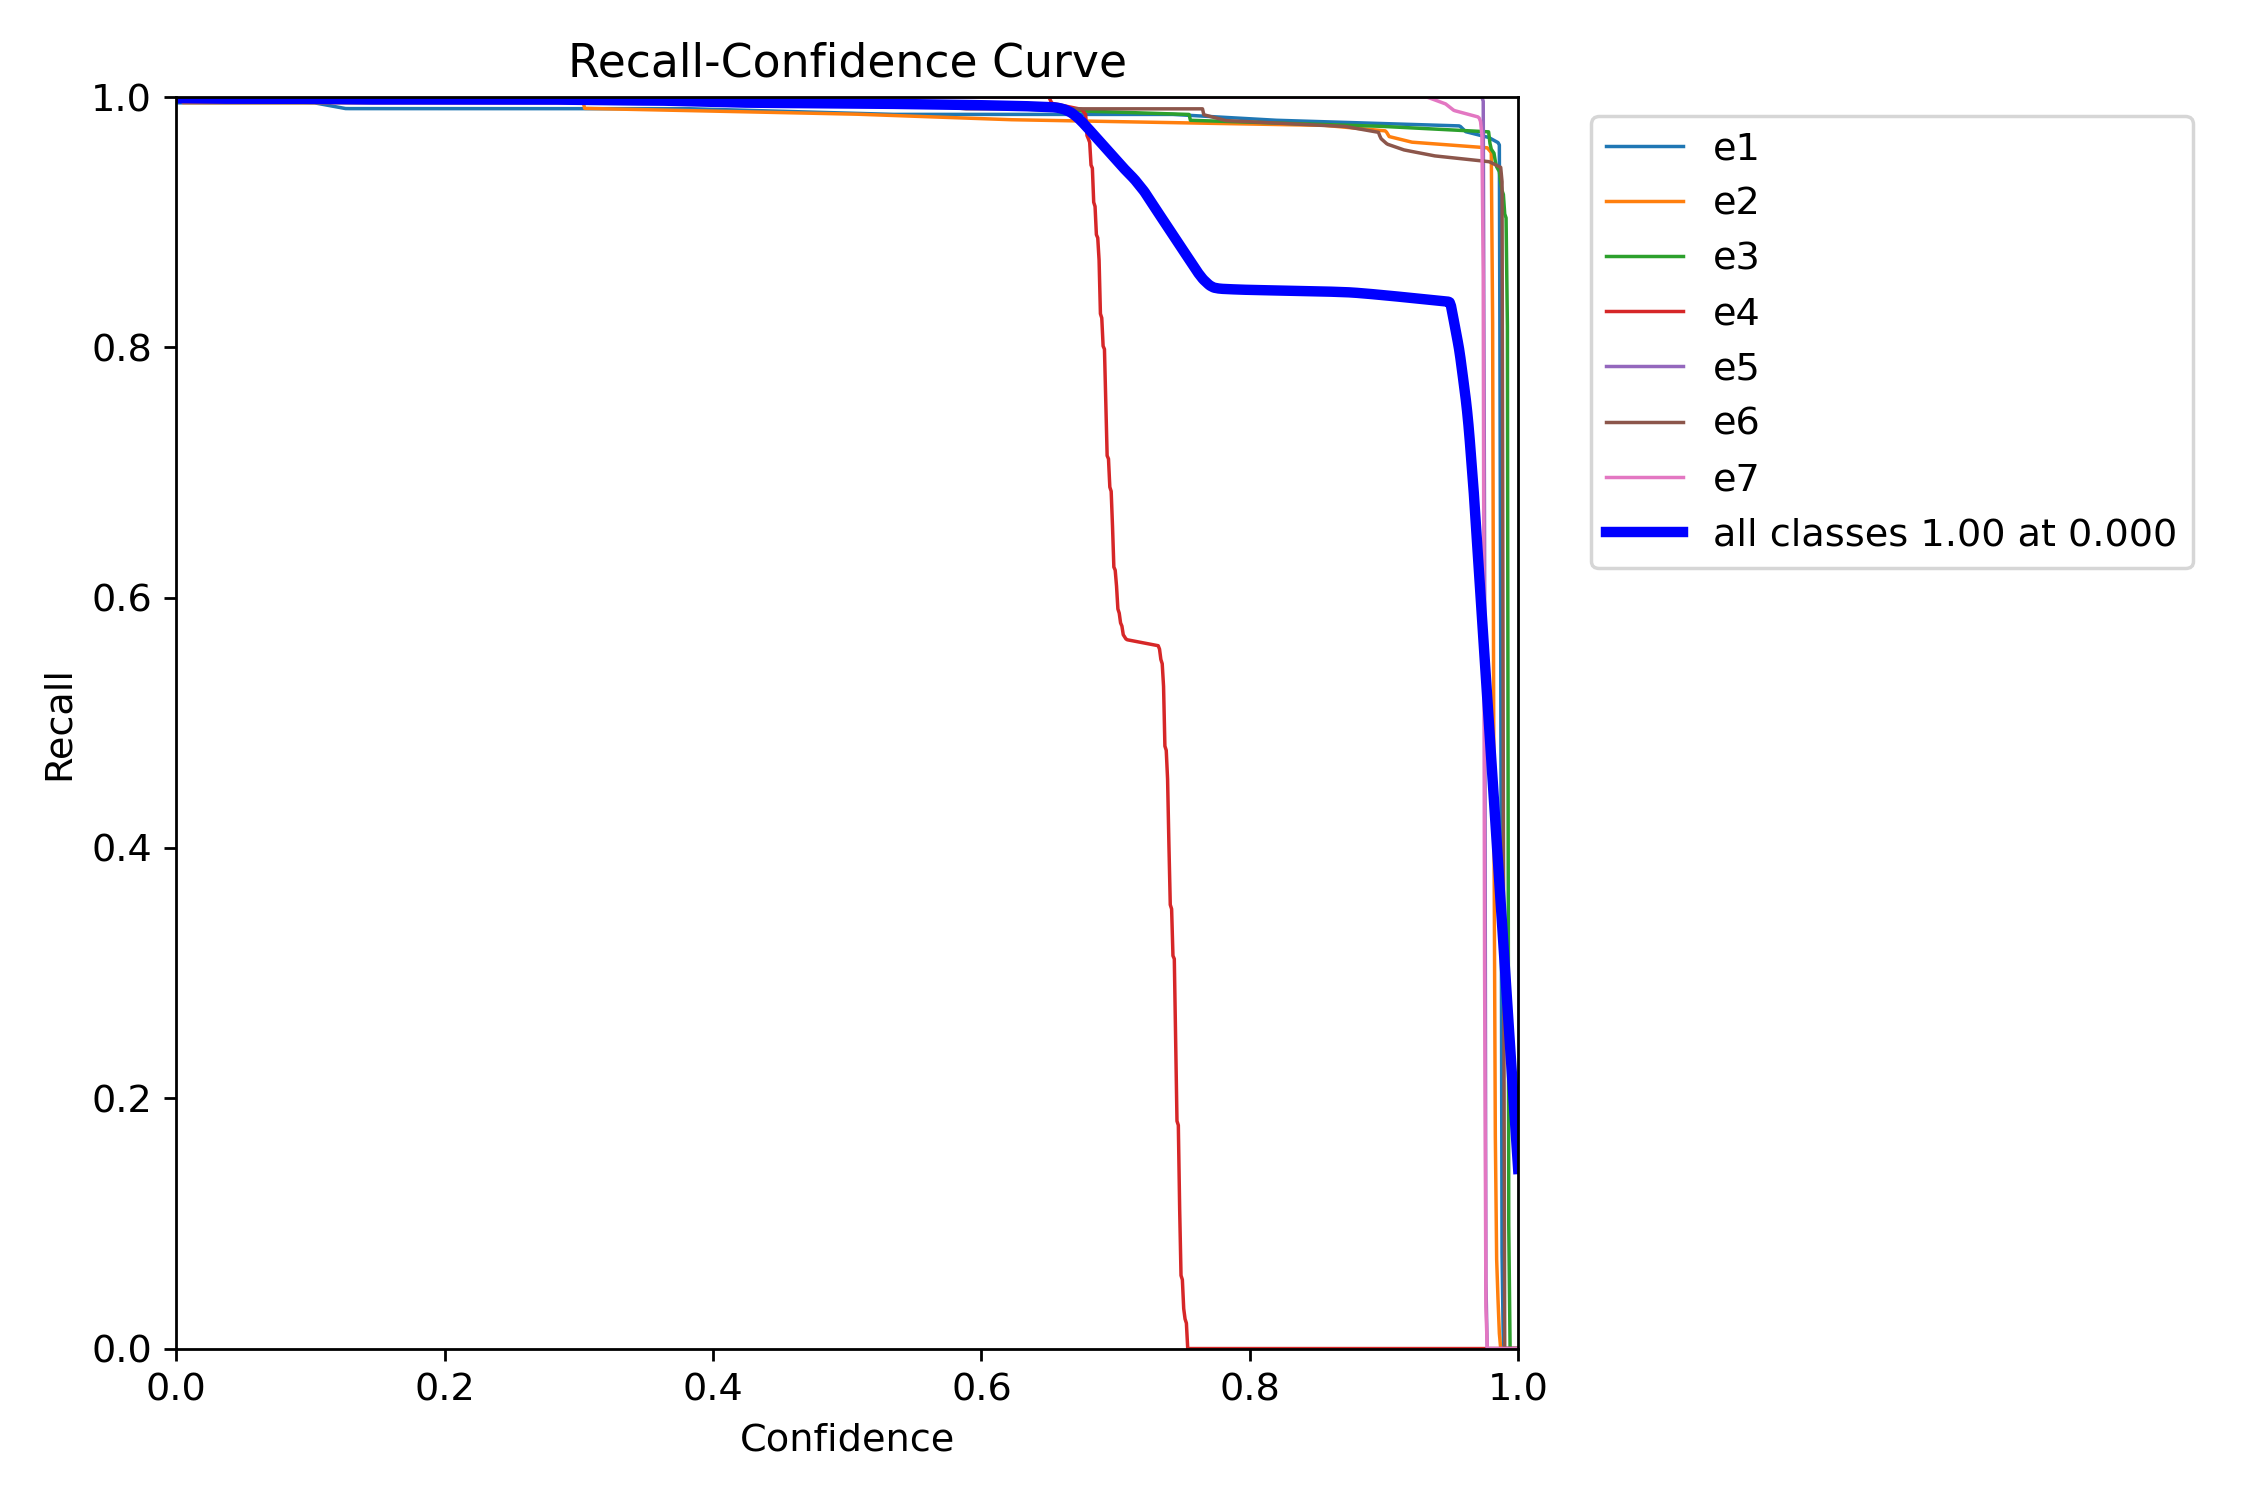 Recall-Confidence Curve
1.0
0.8
0.6
0.4
0.2
0.0
Recall
0.0 0.2 0.4 0.6 0.8 1.0
Confidence
e1
e2
e3
e4
e5
e6
e7
all classes 1.00 at 0.000